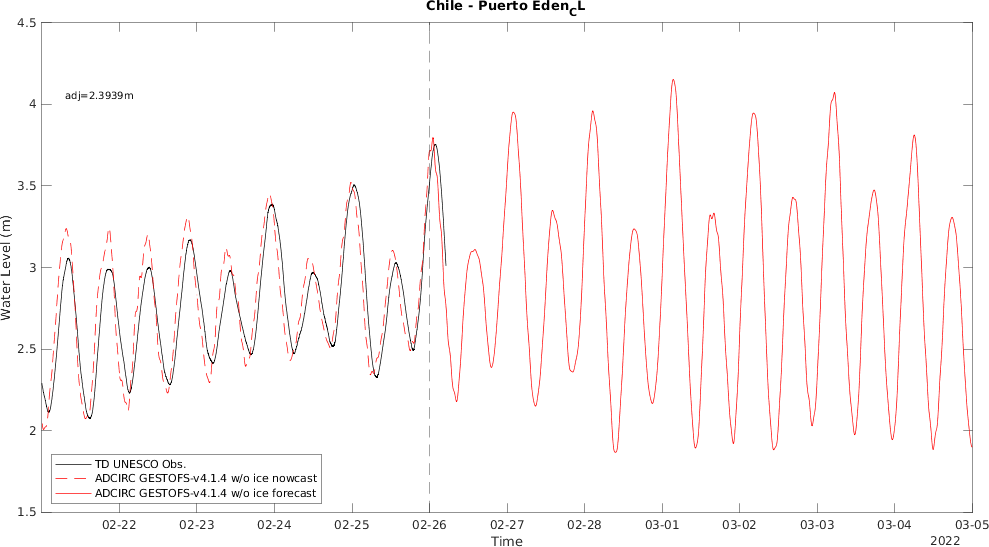 Chile - Puerto Eden_CL
4.5
adj=2.3939m
4
3.5
3
2.5
2
1.5
Water Level (m)
TD UNESCO Obs.
ADCIRC GESTOFS-v4.1.4 w/o ice nowcast
ADCIRC GESTOFS-v4.1.4 w/o ice forecast
02-22 02-23 02-24 02-25 02-26 02-27 02-28 03-01 03-02 03-03 03-04 03-05
Time
2022